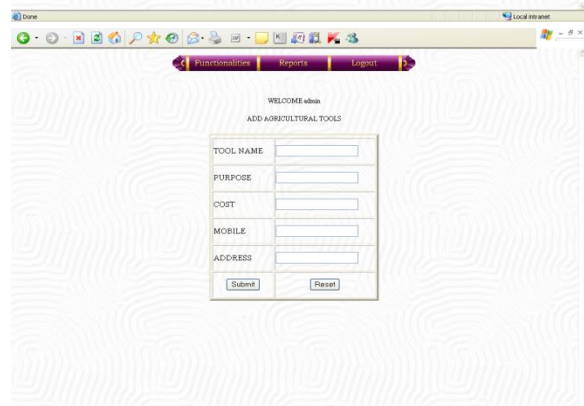 Done Local intranet
Functionalities Reports Logout
WELCOME admin
ADD AGRICULTURAL TOOLS
TOOL NAME
PURPOSE
COST
MOBILE
ADDRESS
Submit Reset